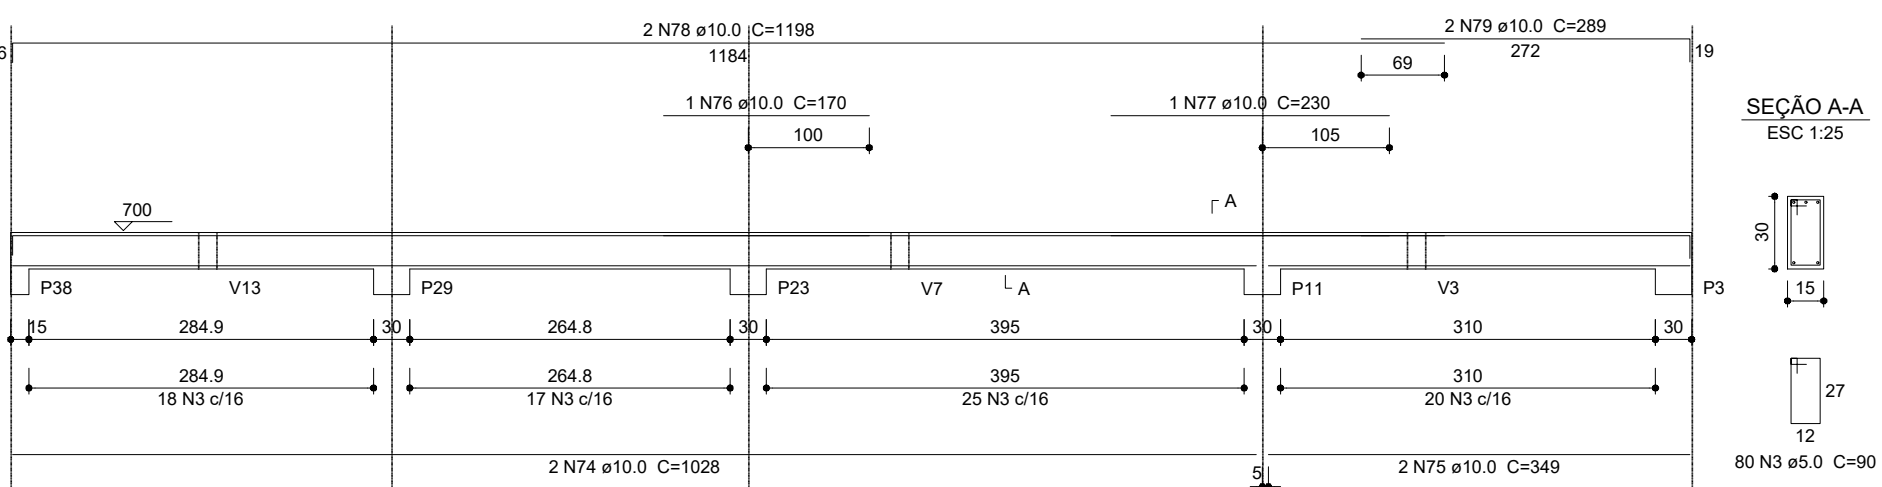 2 N78 ø10.0 C=1198
2 N79 ø10.0 C=289
6
1184
272
19
69
1 N76 ø10.0 C=170
1 N77 ø10.0 C=230
SEÇÃO A-A
ESC 1:25
100
105
A
700
30
P38
V13
P29
P23
V7
A
P11
V3
P3
15
15
284.9
30
264.8
30
395
30
310
30
284.9
264.8
395
310
27
18 N3 c/16
17 N3 c/16
25 N3 c/16
20 N3 c/16
12
2 N74 ø10.0 C=1028
2 N75 ø10.0 C=349
80 N3 ø5.0 C=90
5